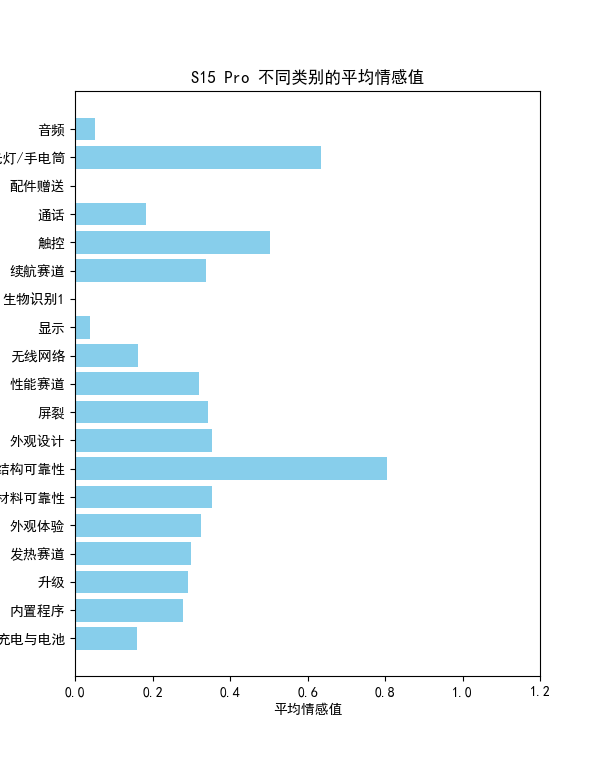 S15 Pro 不同类别的平均情感值
音频
灯/手电筒
配件赠送
通话
触控
续航赛道
生物识别1
显示
无线网络
性能赛道
屏裂
外观设计
结构可靠性
材料可靠性
外观体验
发热赛道
升级
内置程序
充电与电池
0.0 0.2 0.4 0.6 0.8 1.0 1.2
平均情感值